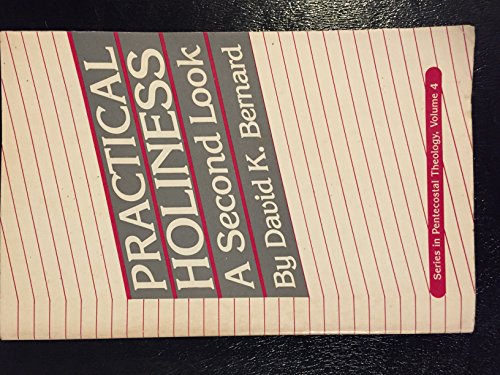 PRACTICAL
HOLINESS
A Second Look
By David K. Bernard
Series in Pentecostal Theology, Volume 4